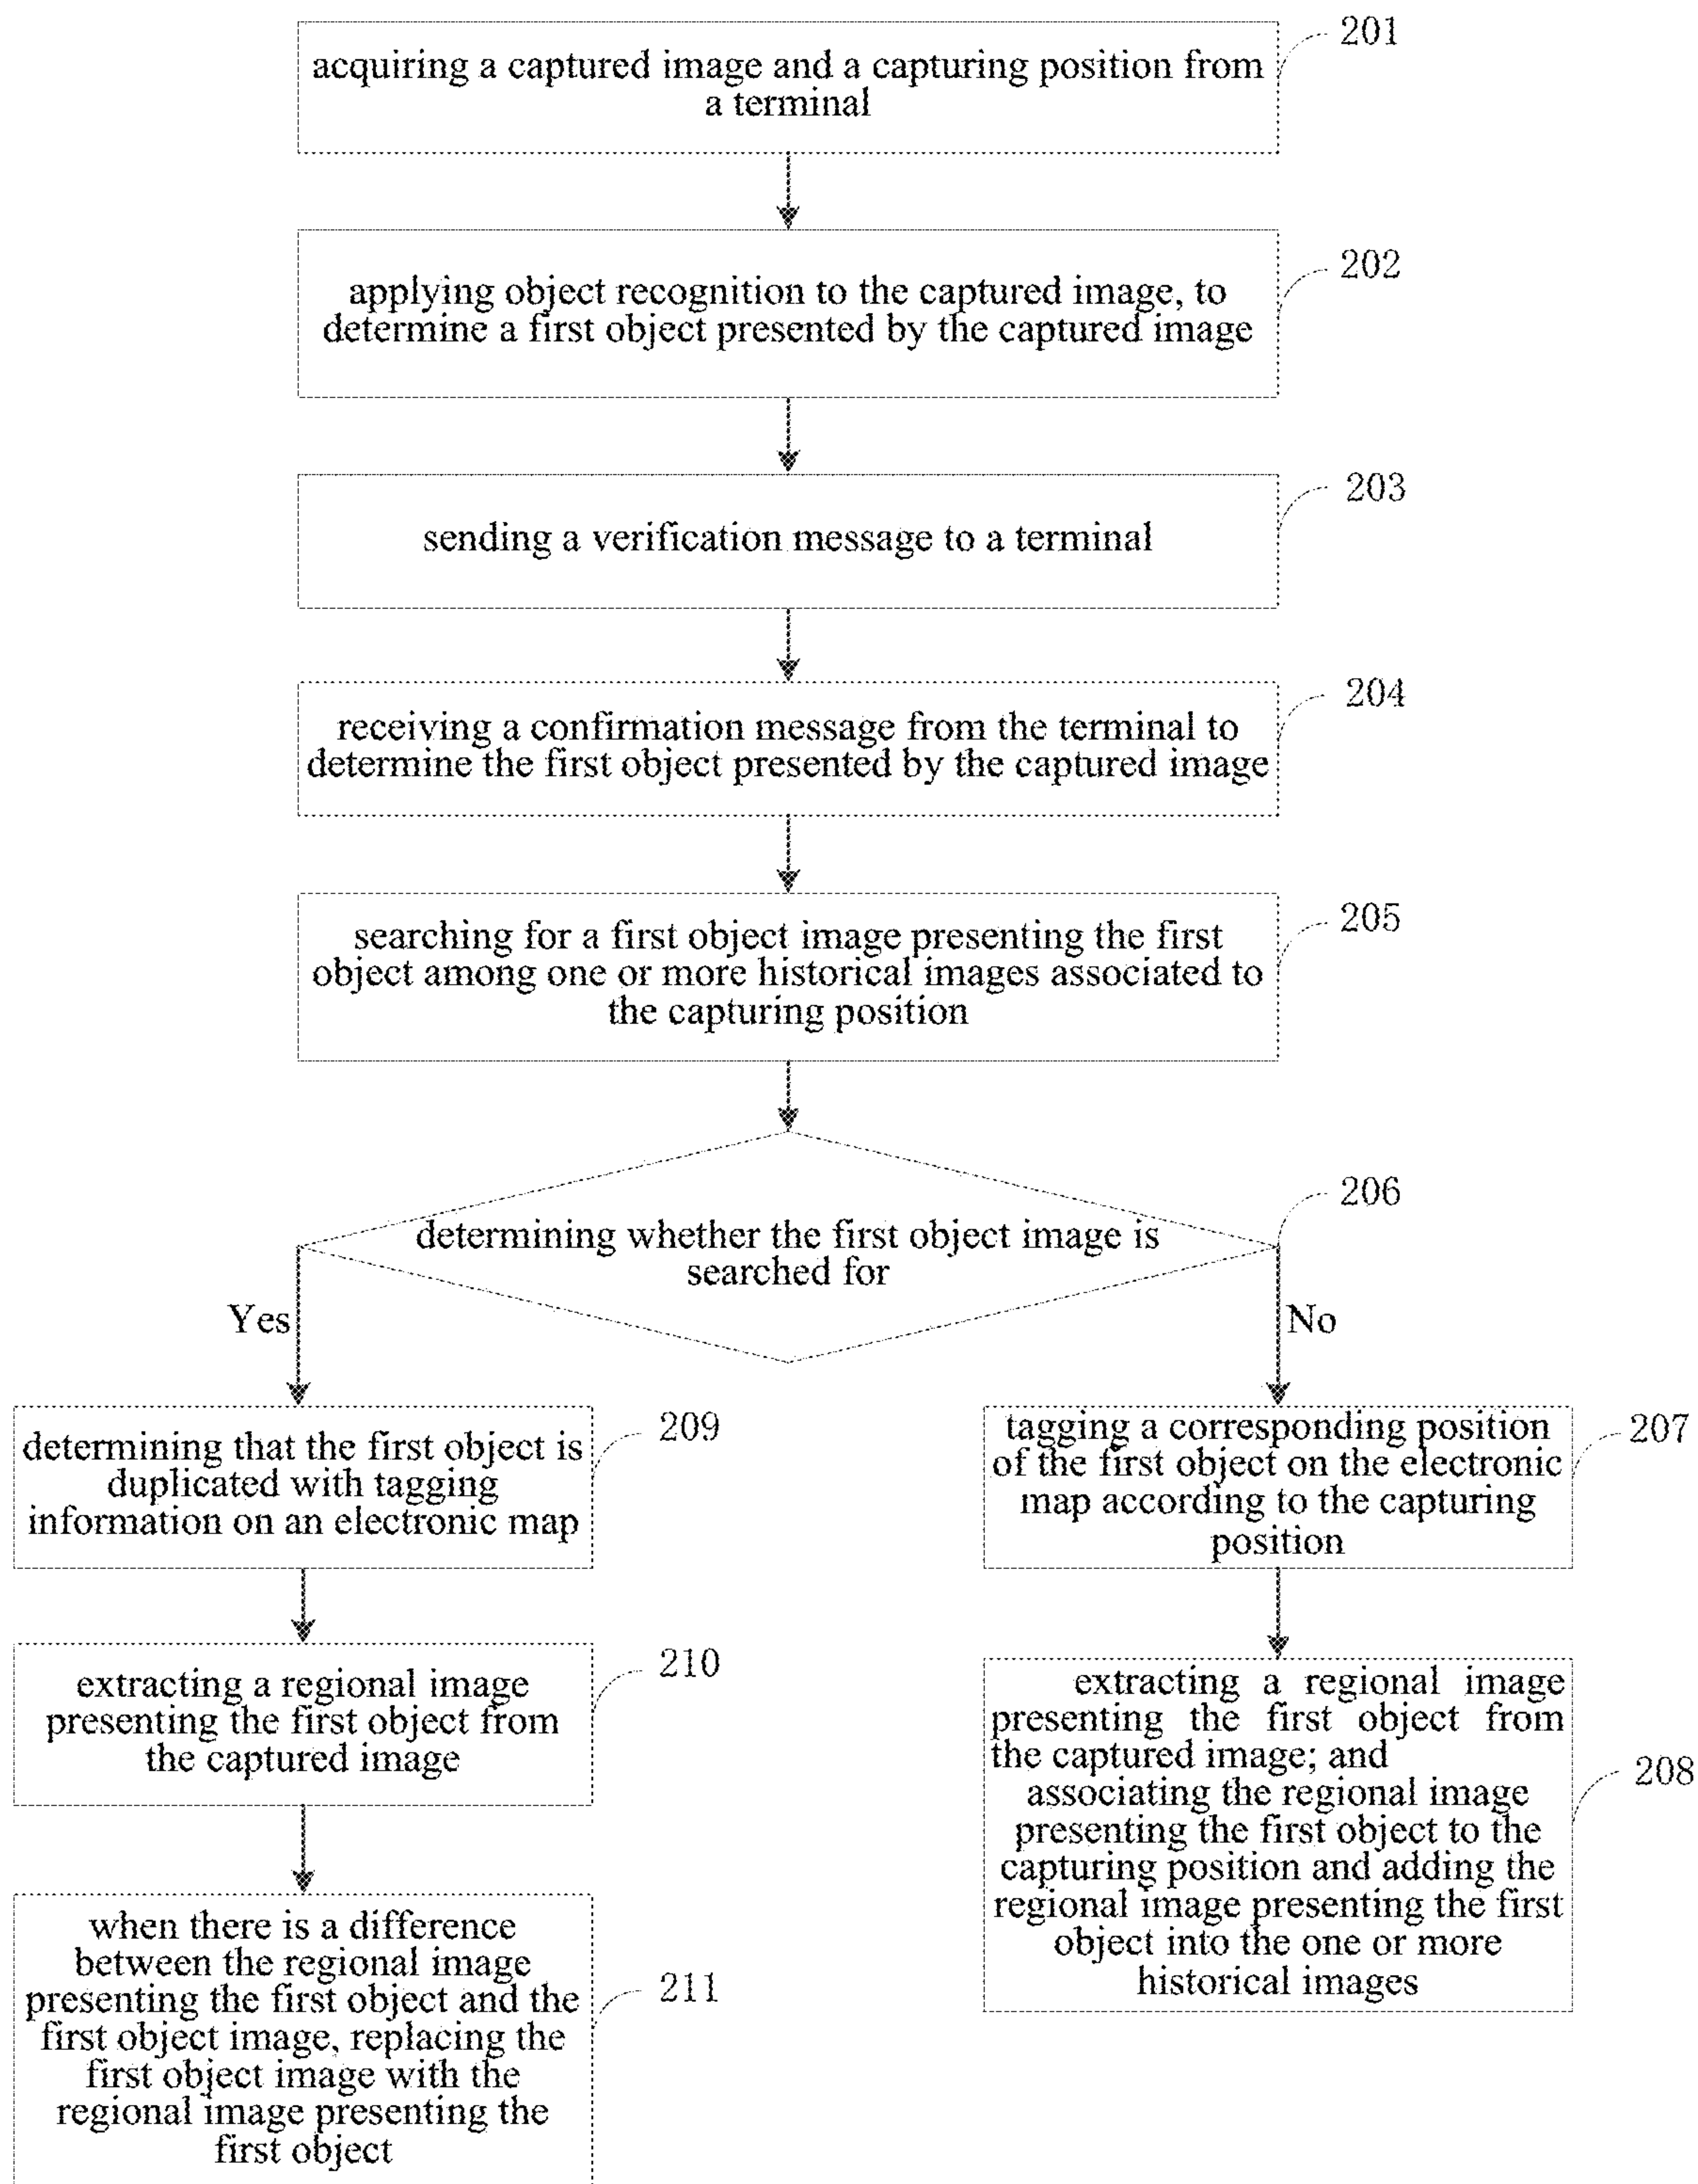 201
acquiring a captured image and a capturing position from
a terminal
202
applying object recognition to the captured image, to
determine a first object presented by the captured image
203
sending a verification message to a terminal
204
receiving a confirmation message from the terminal to
determine the first object presented by the captured image
205
searching for a first object image presenting the first
object among one or more historical images associated to
the capturing position
206
determining whether the first object image is
searched for
Yes
No
209
determining that the first object is
duplicated with tagging
information on an electronic map
207
tagging a corresponding position
of the first object on the electronic
map according to the capturing
position
210
extracting a regional image
presenting the first object from
the captured image
208
extracting a regional image
presenting the first object from
the captured image; and
associating the regional image
presenting the first object to the
capturing position and adding the
regional image presenting the first
object into the one or more
historical images
211
when there is a difference
between the regional image
presenting the first object and the
first object image, replacing the
first object image with the
regional image presenting the
first object